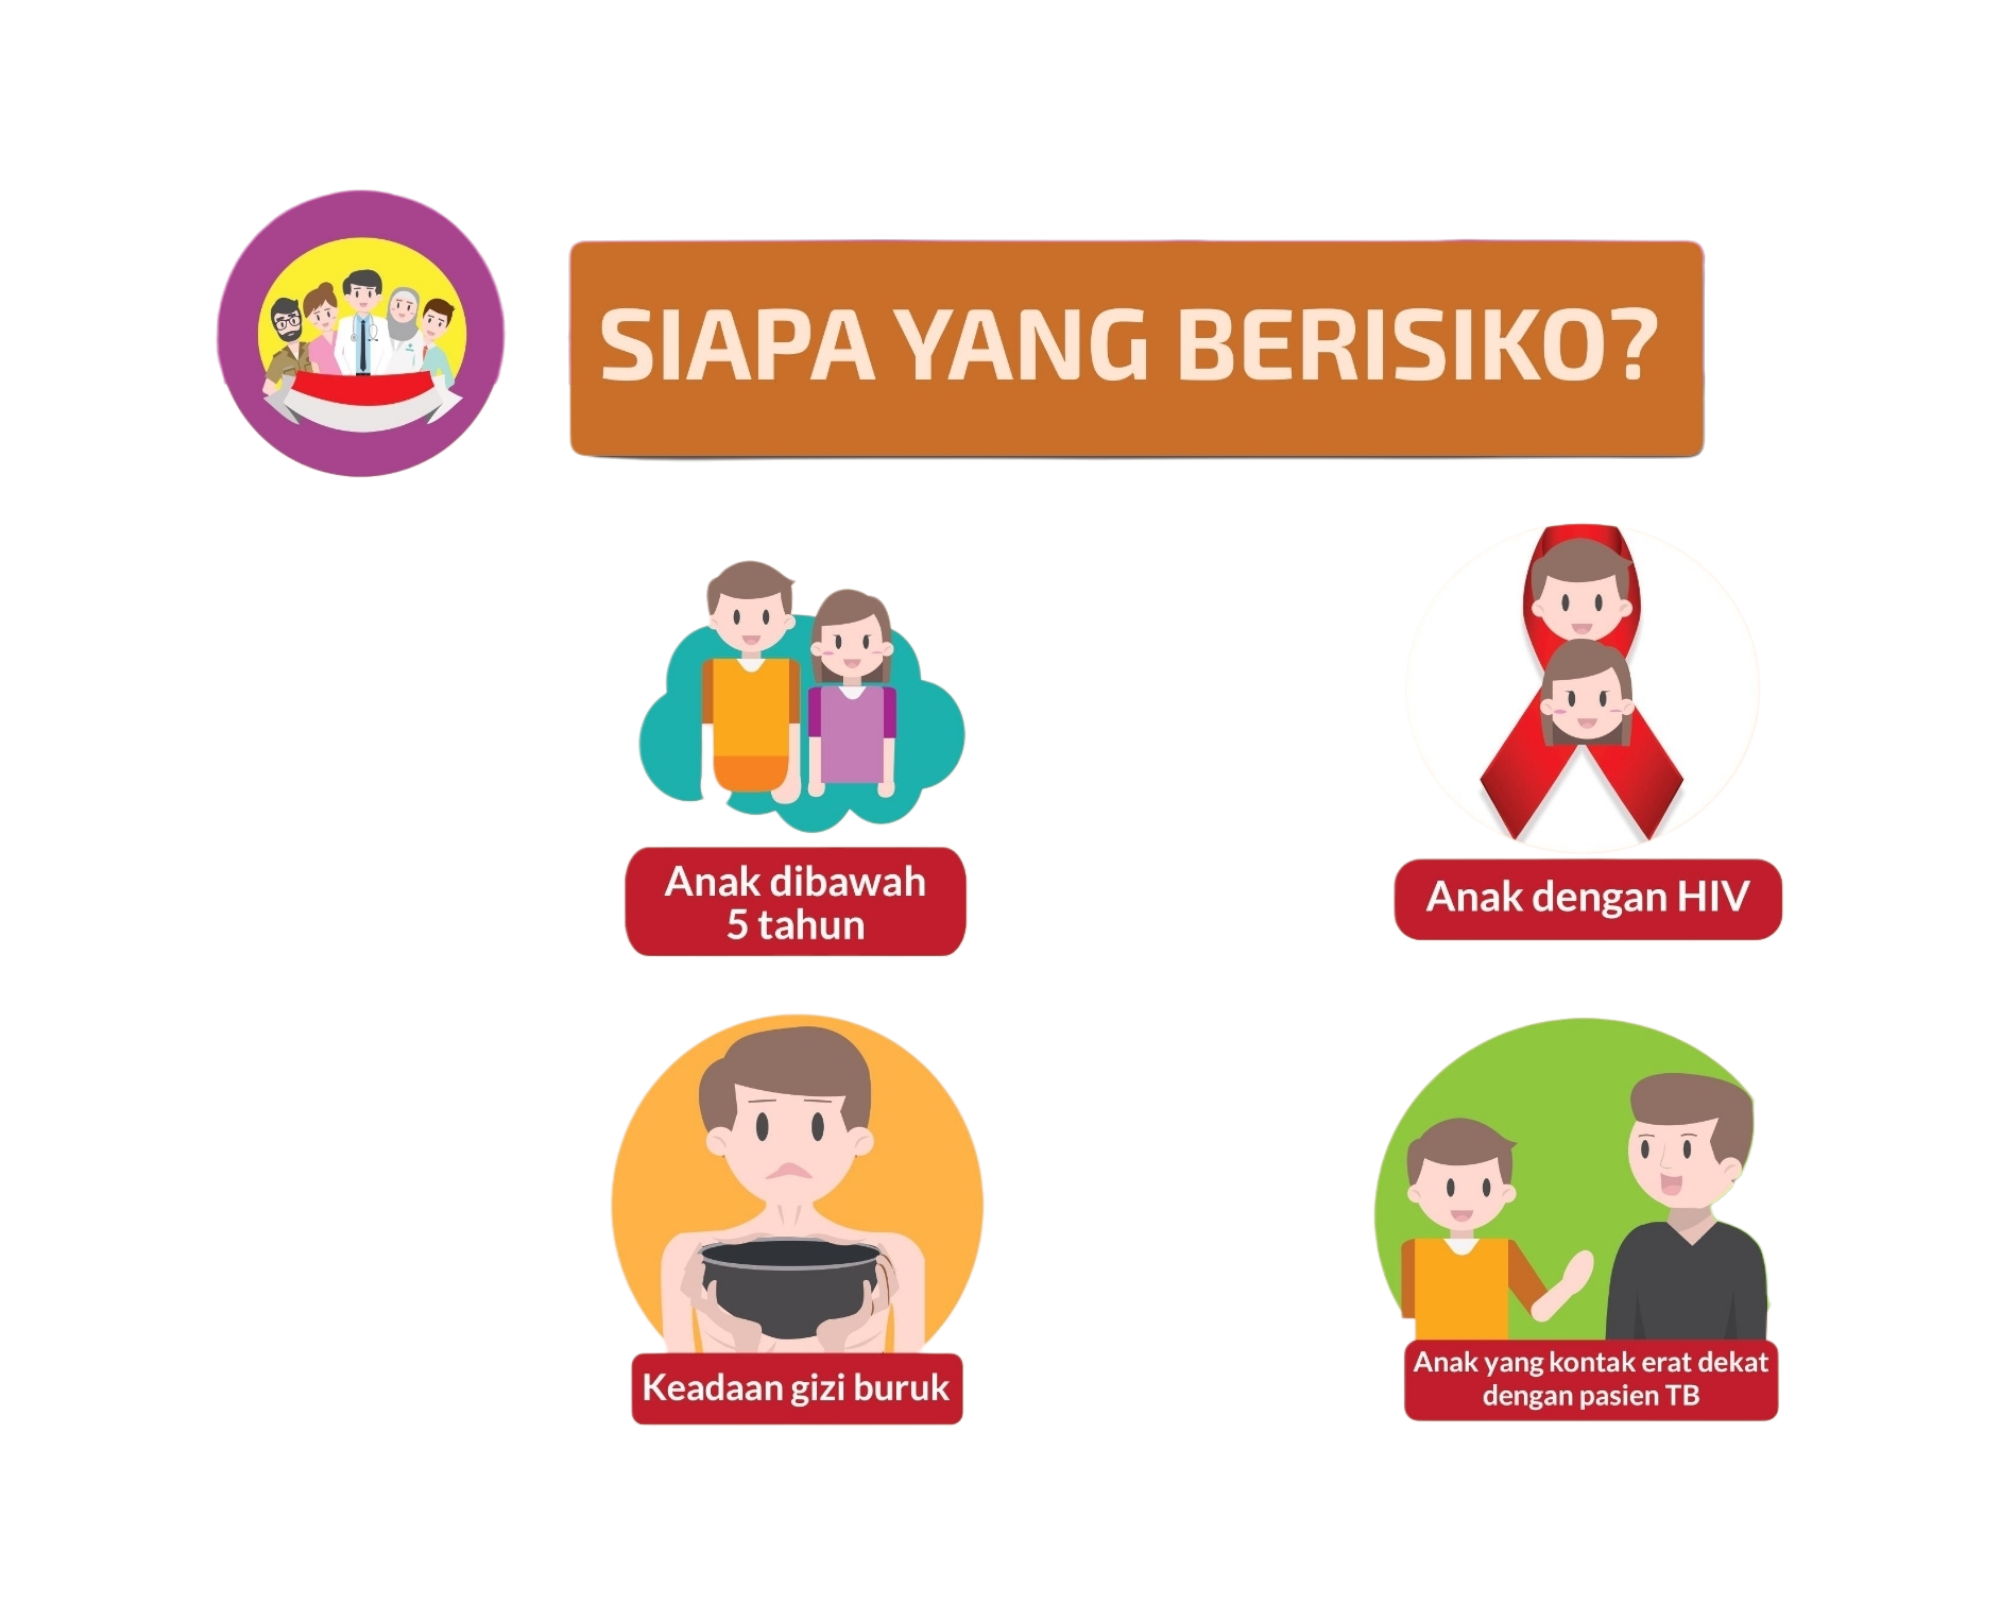 SIAPA YANG BERISIKO?
Anak dibawah
5 tahun
Anak dengan HIV
Keadaan gizi buruk
Anak yang kontak erat dekat
dengan pasien TB